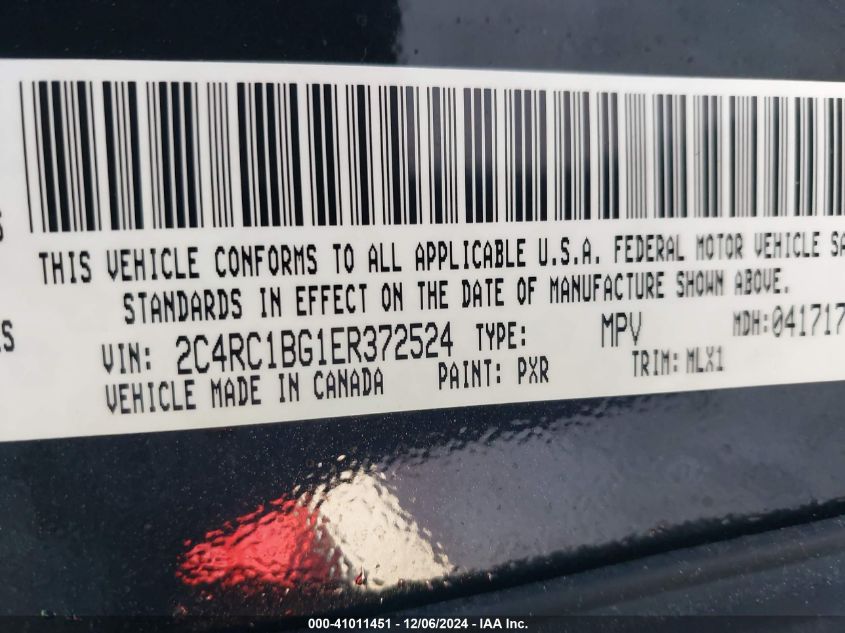 THIS VEHICLE CONFORMS TO ALL APPLICABLE U.S.A. FEDERAL MOTOR VEHICLE SA
STANDARDS IN EFFECT ON THE DATE OF MANUFACTURE SHOWN ABOVE.
VIN: 2C4RC1BG1ER372524 TYPE: MPV MDH:041717
VEHICLE MADE IN CANADA PAINT: PXR TRIM: MLX1
000-41011451 - 12/06/2024 - IAA Inc.